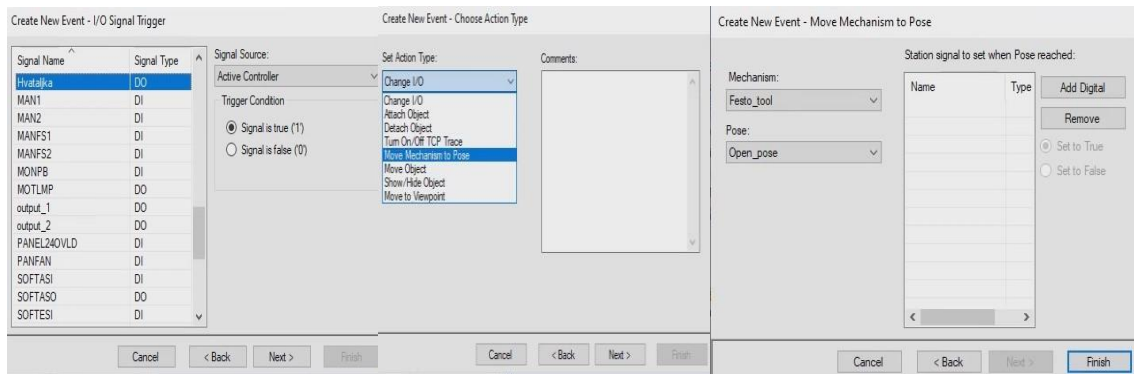 Create New Event - I/O Signal Trigger
Signal Name Signal Type
Hvataljka DO
MAN1 DI
MAN2 DI
MANFS1 DI
MANFS2 DI
MONPB DI
MOTLMP DO
output_1 DO
output_2 DO
PANEL24OVLD DI
PANFAN DI
SOFTASI DI
SOFTASO DO
SOFTESI DI
Signal Source:
Active Controller
Trigger Condition
Signal is true ('1')
Signal is false ('0')
Cancel < Back Next > Finish
Create New Event - Choose Action Type
Set Action Type:
Change I/O
Change I/O
Attach Object
Detach Object
Turn On/Off TCP Trace
Move Mechanism to Pose
Move Object
Show/Hide Object
Move to Viewpoint
Comments:
Cancel < Back Next > Finish
Create New Event - Move Mechanism to Pose
Mechanism:
Festo_tool
Pose:
Open_pose
Station signal to set when Pose reached:
Name Type
Add Digital
Remove
Set to True
Set to False
Cancel < Back Next > Finish